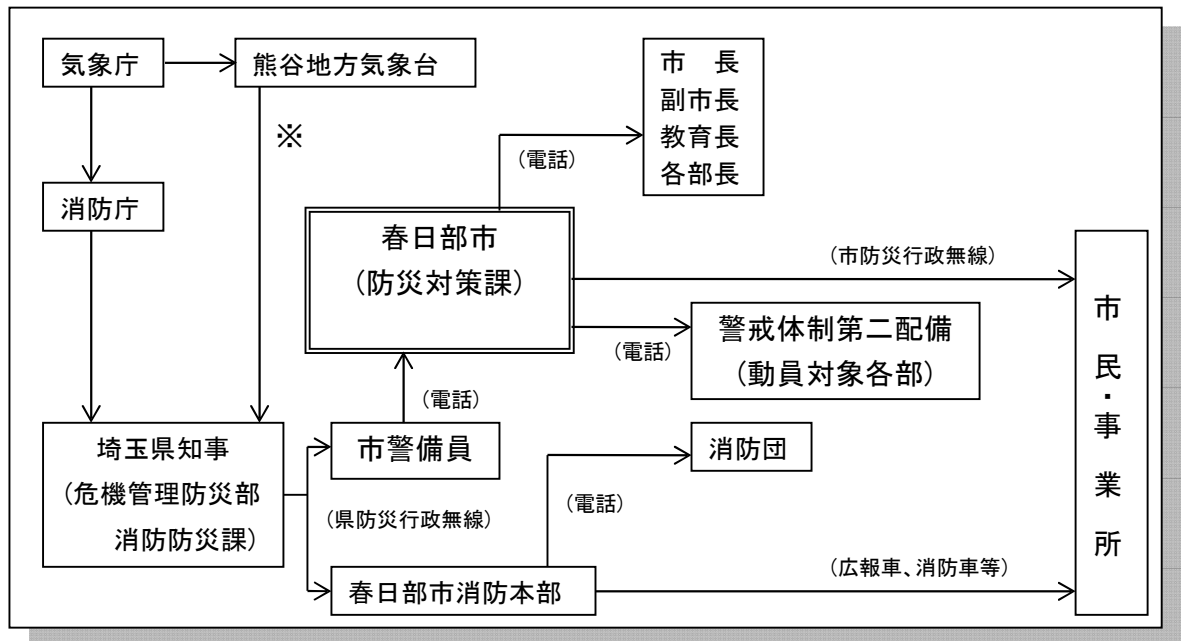 気象庁
熊谷地方気象台
市　長
副市長
教育長
各部長
※
(電話)
消防庁
春日部市
(防災対策課)
(市防災行政無線)
市民・事業所
警戒体制第二配備
(動員対象各部)
(電話)
(電話)
埼玉県知事
(危機管理防災部
消防防災課)
市警備員
消防団
(電話)
(県防災行政無線)
春日部市消防本部
(広報車、消防車等)